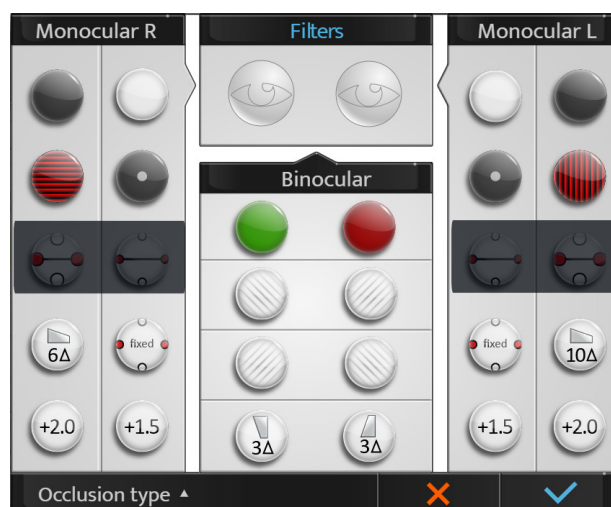 Monocular R
Filters
Monocular L
Binocular
6Δ
fixed
fixed
10Δ
+2.0
+1.5
3Δ
3Δ
+1.5
+2.0
Occlusion type